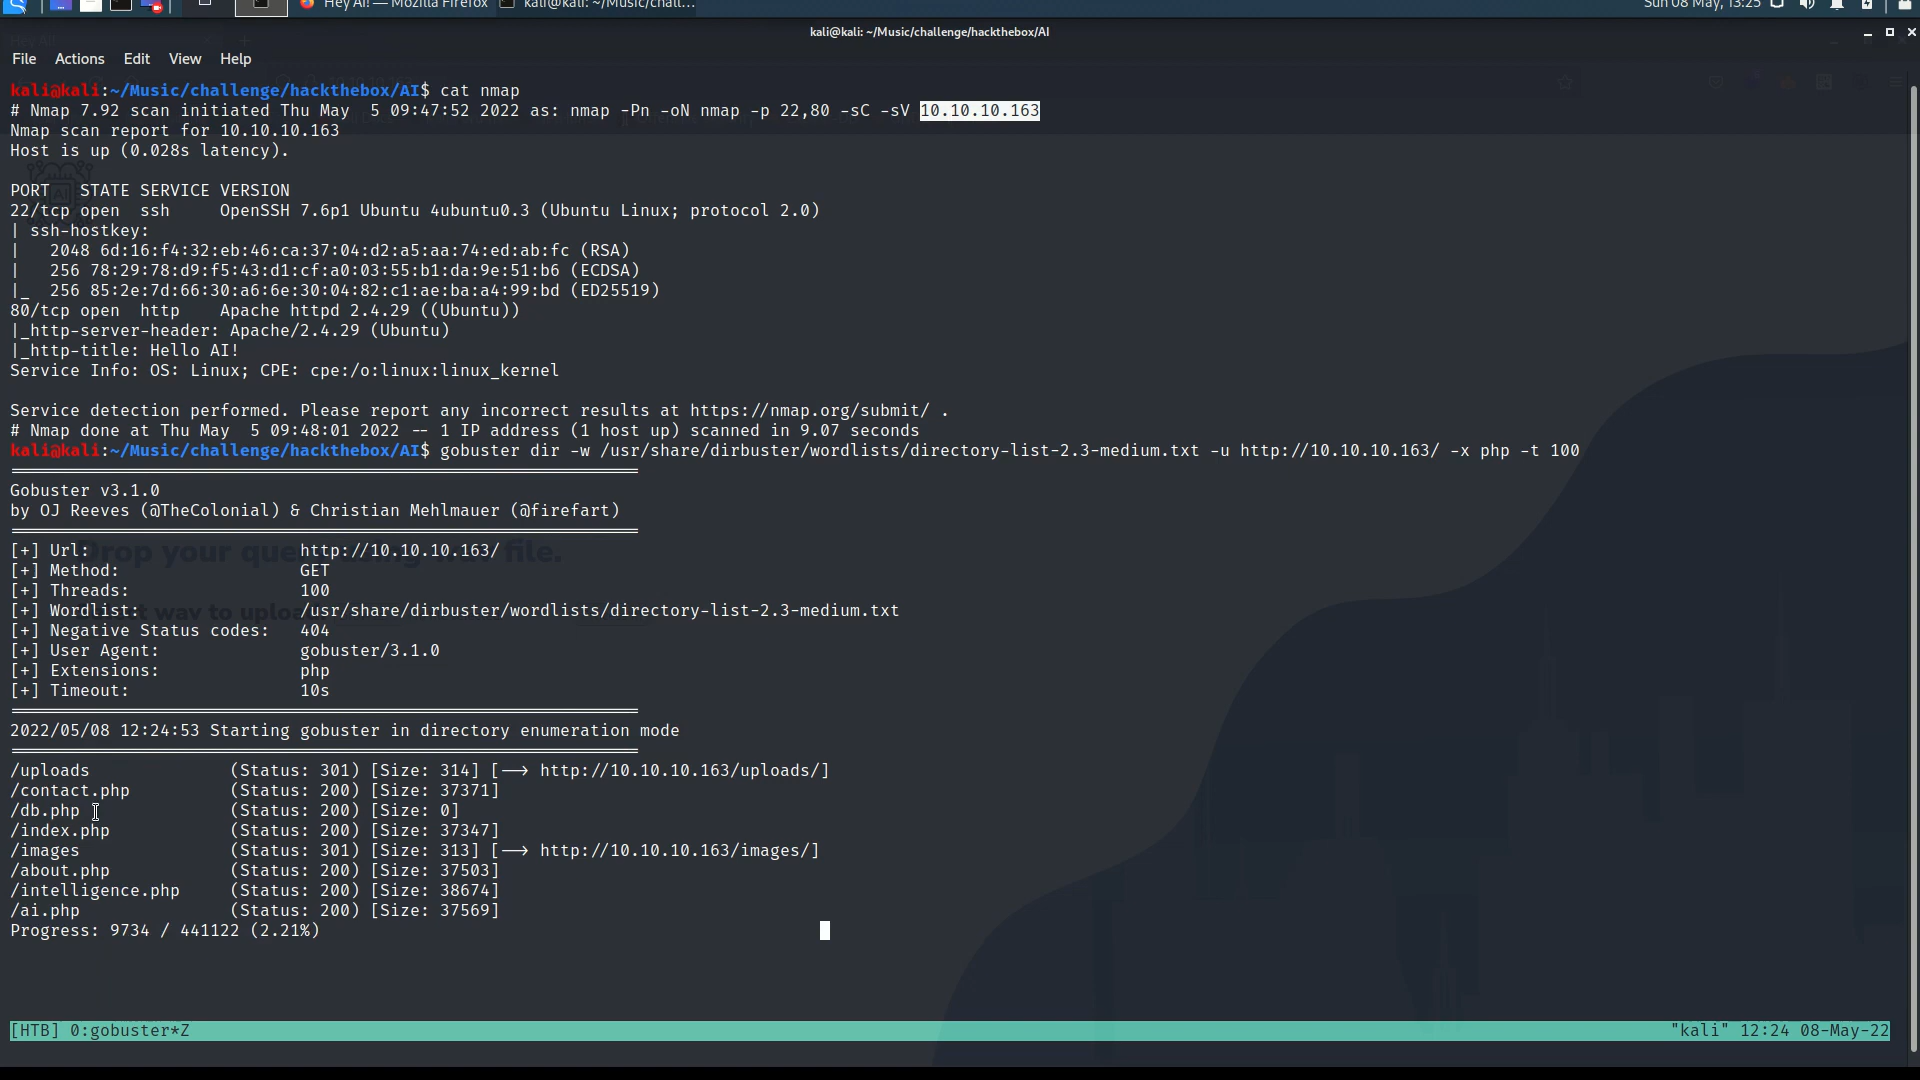 Hey AI! — Mozilla Firefox
kali@kali: ~/Music/chall...
Sun 08 May, 13:25
kali@kali: ~/Music/challenge/hackthebox/AI
File Actions Edit View Help
kali@kali:~/Music/challenge/hackthebox/AI$ cat nmap
# Nmap 7.92 scan initiated Thu May  5 09:47:52 2022 as: nmap -Pn -oN nmap -p 22,80 -sC -sV 10.10.10.163
Nmap scan report for 10.10.10.163
Host is up (0.028s latency).
PORT   STATE SERVICE VERSION
22/tcp open  ssh     OpenSSH 7.6p1 Ubuntu 4ubuntu0.3 (Ubuntu Linux; protocol 2.0)
| ssh-hostkey:
|   2048 6d:16:f4:32:eb:46:ca:37:04:d2:a5:aa:74:ed:ab:fc (RSA)
|   256 78:29:78:d9:f5:43:d1:cf:a0:03:55:b1:da:9e:51:b6 (ECDSA)
|_  256 85:2e:7d:66:30:a6:6e:30:04:82:c1:ae:ba:a4:99:bd (ED25519)
80/tcp open  http    Apache httpd 2.4.29 ((Ubuntu))
|_http-server-header: Apache/2.4.29 (Ubuntu)
|_http-title: Hello AI!
Service Info: OS: Linux; CPE: cpe:/o:linux:linux_kernel
Service detection performed. Please report any incorrect results at https://nmap.org/submit/ .
# Nmap done at Thu May  5 09:48:01 2022 -- 1 IP address (1 host up) scanned in 9.07 seconds
kali@kali:~/Music/challenge/hackthebox/AI$ gobuster dir -w /usr/share/dirbuster/wordlists/directory-list-2.3-medium.txt -u http://10.10.10.163/ -x php -t 100
===============================================================
Gobuster v3.1.0
by OJ Reeves (@TheColonial) & Christian Mehlmauer (@firefart)
===============================================================
[+] Url:                     http://10.10.10.163/
[+] Method:                  GET
[+] Threads:                 100
[+] Wordlist:                /usr/share/dirbuster/wordlists/directory-list-2.3-medium.txt
[+] Negative Status codes:   404
[+] User Agent:              gobuster/3.1.0
[+] Extensions:              php
[+] Timeout:                 10s
===============================================================
2022/05/08 12:24:53 Starting gobuster in directory enumeration mode
===============================================================
/uploads              (Status: 301) [Size: 314] [--> http://10.10.10.163/uploads/]
/contact.php          (Status: 200) [Size: 37371]
/db.php               (Status: 200) [Size: 0]
/index.php            (Status: 200) [Size: 37347]
/images               (Status: 301) [Size: 313] [--> http://10.10.10.163/images/]
/about.php            (Status: 200) [Size: 37503]
/intelligence.php     (Status: 200) [Size: 38674]
/ai.php               (Status: 200) [Size: 37569]
Progress: 9734 / 441122 (2.21%)
[HTB] 0:gobuster*Z
"kali" 12:24 08-May-22